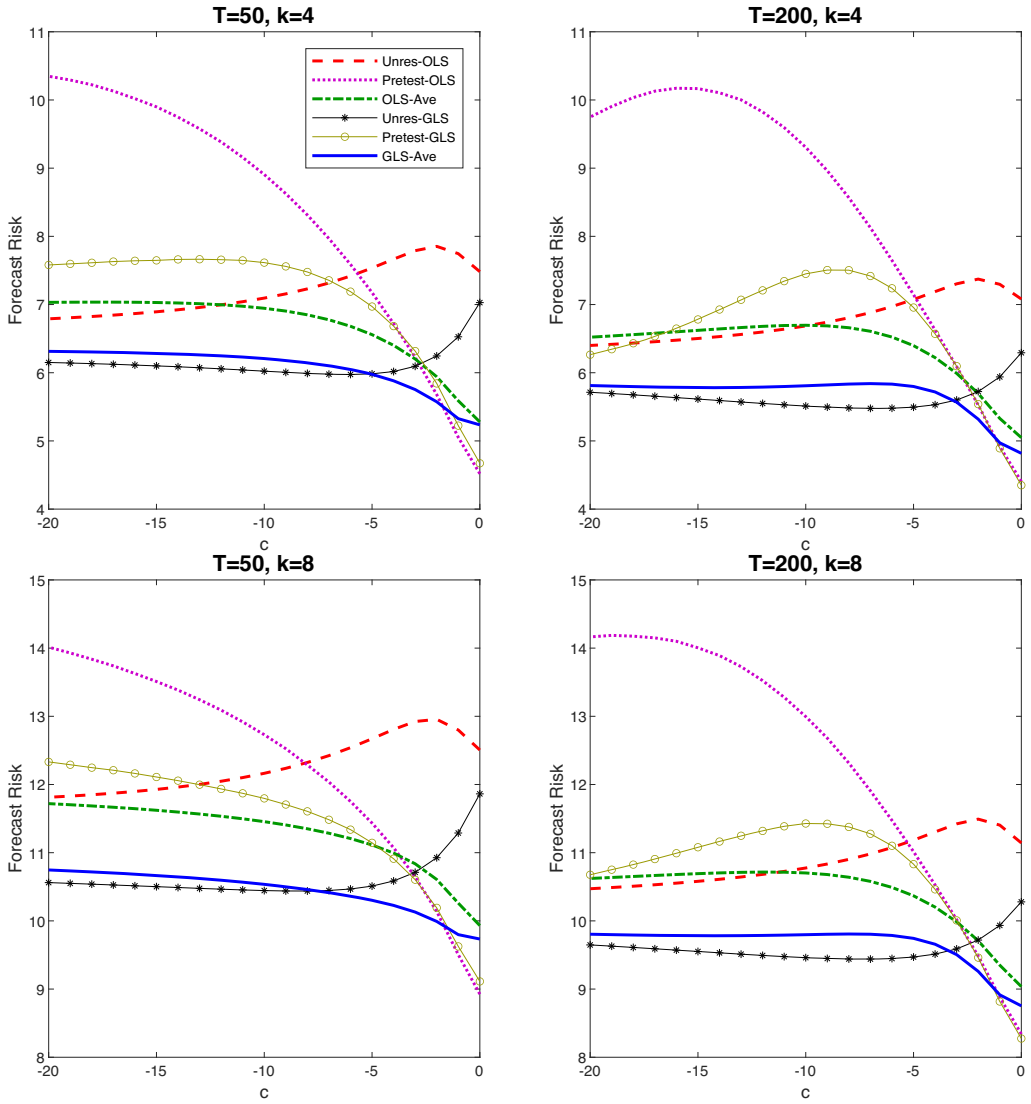 T=50, k=4
11
10
9
8
7
6
5
4
Forecast Risk
-20 -15 -10 -5 0
c
Unres-OLS
Pretest-OLS
OLS-Ave
Unres-GLS
Pretest-GLS
GLS-Ave
T=200, k=4
11
10
9
8
7
6
5
4
Forecast Risk
-20 -15 -10 -5 0
c
T=50, k=8
15
14
13
12
11
10
9
8
Forecast Risk
-20 -15 -10 -5 0
c
T=200, k=8
15
14
13
12
11
10
9
8
Forecast Risk
-20 -15 -10 -5 0
c